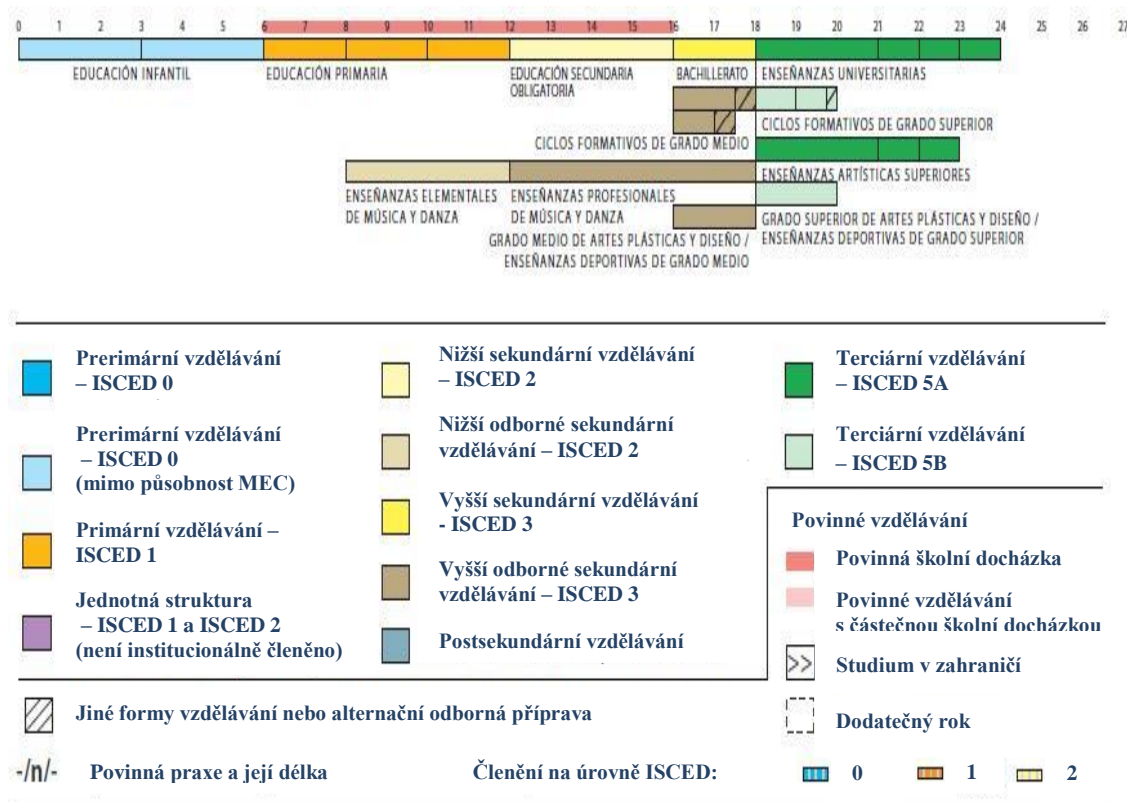 0 1 2 3 4 5 6 7 8 9 10 11 12 13 14 15 16 17 18 19 20 21 22 23 24 25 26 27
EDUCACIÓN INFANTIL
EDUCACIÓN PRIMARIA
EDUCACIÓN SECUNDARIA
OBLIGATORIA
BACHILLERATO
ENSEÑANZAS UNIVERSITARIAS
CICLOS FORMATIVOS DE GRADO SUPERIOR
CICLOS FORMATIVOS DE GRADO MEDIO
ENSEÑANZAS ARTÍSTICAS SUPERIORES
ENSEÑANZAS ELEMENTALES
DE MÚSICA Y DANZA
ENSEÑANZAS PROFESIONALES
DE MÚSICA Y DANZA
GRADO SUPERIOR DE ARTES PLÁSTICAS Y DISEÑO /
ENSEÑANZAS DEPORTIVAS DE GRADO SUPERIOR
GRADO MEDIO DE ARTES PLÁSTICAS Y DISEÑO /
ENSEÑANZAS DEPORTIVAS DE GRADO MEDIO
Prerimární vzdělávání
– ISCED 0
Prerimární vzdělávání
– ISCED 0
(mimo působnost MEC)
Primární vzdělávání –
ISCED 1
Jednotná struktura
– ISCED 1 a ISCED 2
(není institucionálně členěno)
Nižší sekundární vzdělávání
– ISCED 2
Nižší odborné sekundární
vzdělávání – ISCED 2
Vyšší sekundární vzdělávání
- ISCED 3
Vyšší odborné sekundární
vzdělávání – ISCED 3
Postsekundární vzdělávání
Terciární vzdělávání
– ISCED 5A
Terciární vzdělávání
– ISCED 5B
Povinné vzdělávání
Povinná školní docházka
Povinné vzdělávání
s částečnou školní docházkou
>> Studium v zahraničí
Dodatečný rok
Jiné formy vzdělávání nebo alternační odborná příprava
-/n/- Povinná praxe a její délka
Členění na úrovně ISCED: 0 1 2